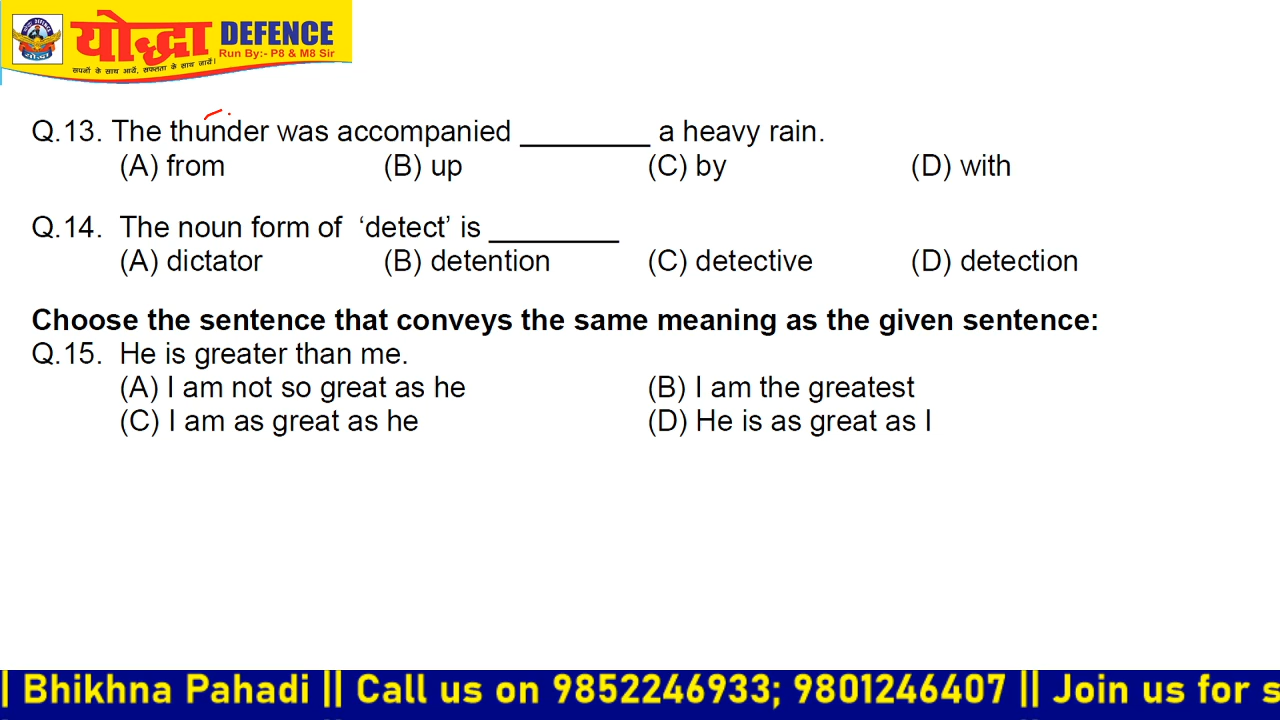 योद्धा DEFENCE
Run By:- P8 & M8 Sir
सपनों के साथ आयें, सफलता के साथ जायें।
Q.13. The thunder was accompanied ________ a heavy rain.
(A) from (B) up (C) by (D) with
Q.14. The noun form of ‘detect’ is ________
(A) dictator (B) detention (C) detective (D) detection
Choose the sentence that conveys the same meaning as the given sentence:
Q.15. He is greater than me.
(A) I am not so great as he (B) I am the greatest
(C) I am as great as he (D) He is as great as I
| Bhikhna Pahadi || Call us on 9852246933; 9801246407 || Join us for s